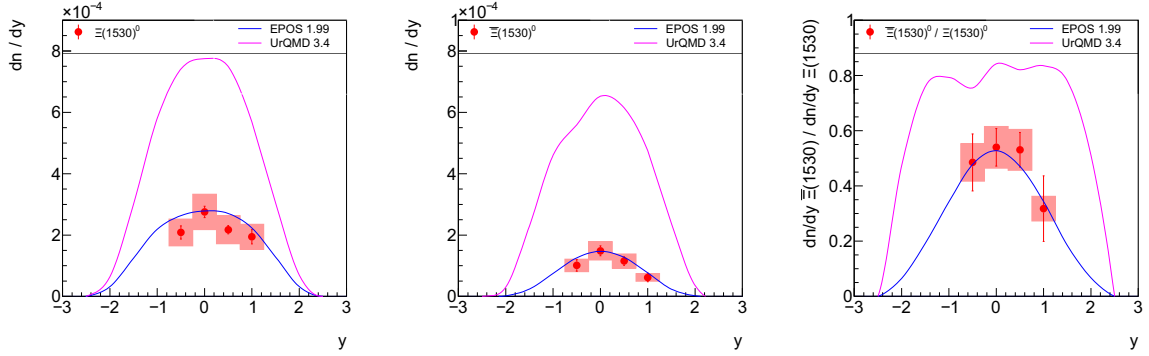 ×10⁻⁴
dn / dy
Ξ(1530)⁰
EPOS 1.99
UrQMD 3.4
8
6
4
2
0
−3 −2 −1 0 1 2 3
y
×10⁻⁴
dn / dy
Ξ̅(1530)⁰
EPOS 1.99
UrQMD 3.4
8
6
4
2
0
−3 −2 −1 0 1 2 3
y
dn/dy Ξ̅(1530) / dn/dy Ξ(1530)
Ξ̅(1530)⁰ / Ξ(1530)⁰
EPOS 1.99
UrQMD 3.4
1
0.8
0.6
0.4
0.2
0
−3 −2 −1 0 1 2 3
y